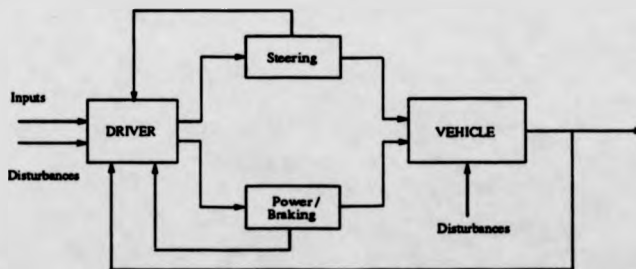 Steering
Inputs
DRIVER
VEHICLE
Disturbances
Power /
Braking
Disturbances